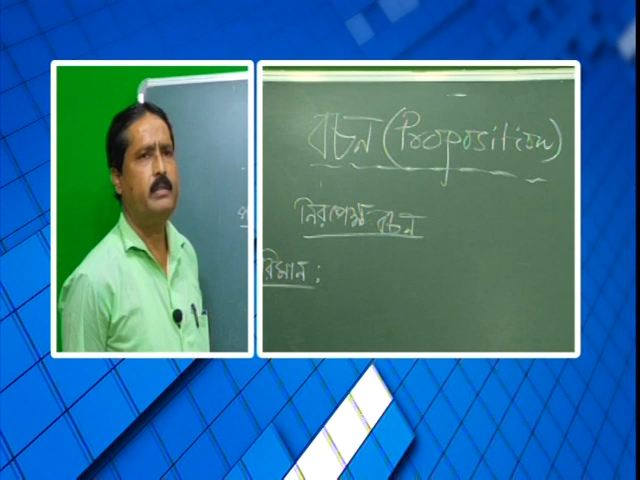 বচন (Proposition)
নিরপেক্ষ বচন
রিমান :